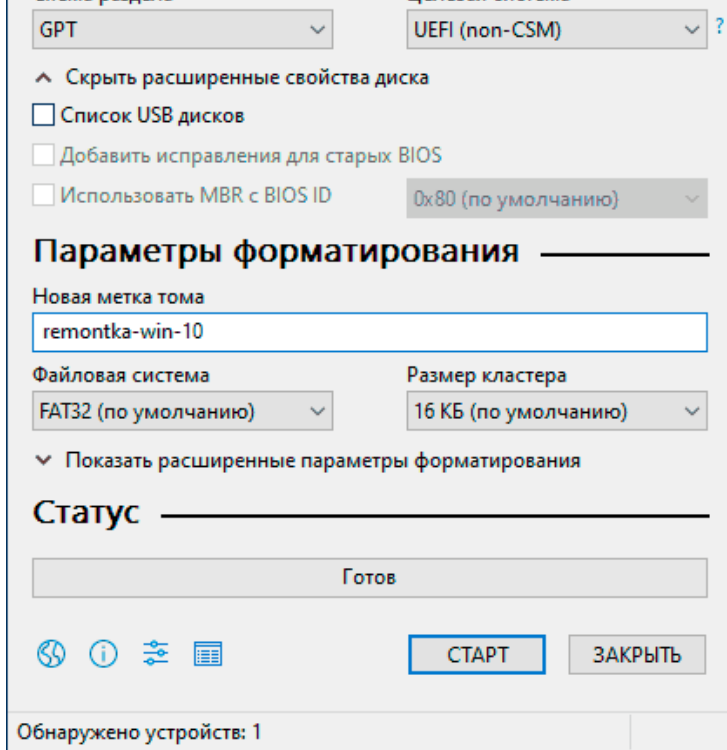 GPT
UEFI (non-CSM)
?
Скрыть расширенные свойства диска
Список USB дисков
Добавить исправления для старых BIOS
Использовать MBR с BIOS ID
0x80 (по умолчанию)
Параметры форматирования
Новая метка тома
remontka-win-10
Файловая система
Размер кластера
FAT32 (по умолчанию)
16 КБ (по умолчанию)
Показать расширенные параметры форматирования
Статус
Готов
СТАРТ
ЗАКРЫТЬ
Обнаружено устройств: 1